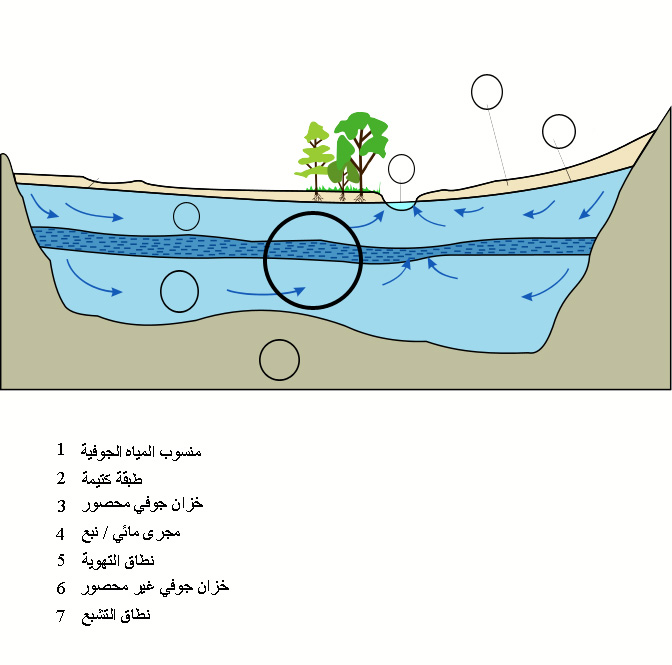 1 منسوب المياه الجوفية
2 طبقة كتيمة
3 خزان جوفي محصور
4 مجرى مائي / نبع
5 نطاق التهوية
6 خزان جوفي غير محصور
7 نطاق التشبع